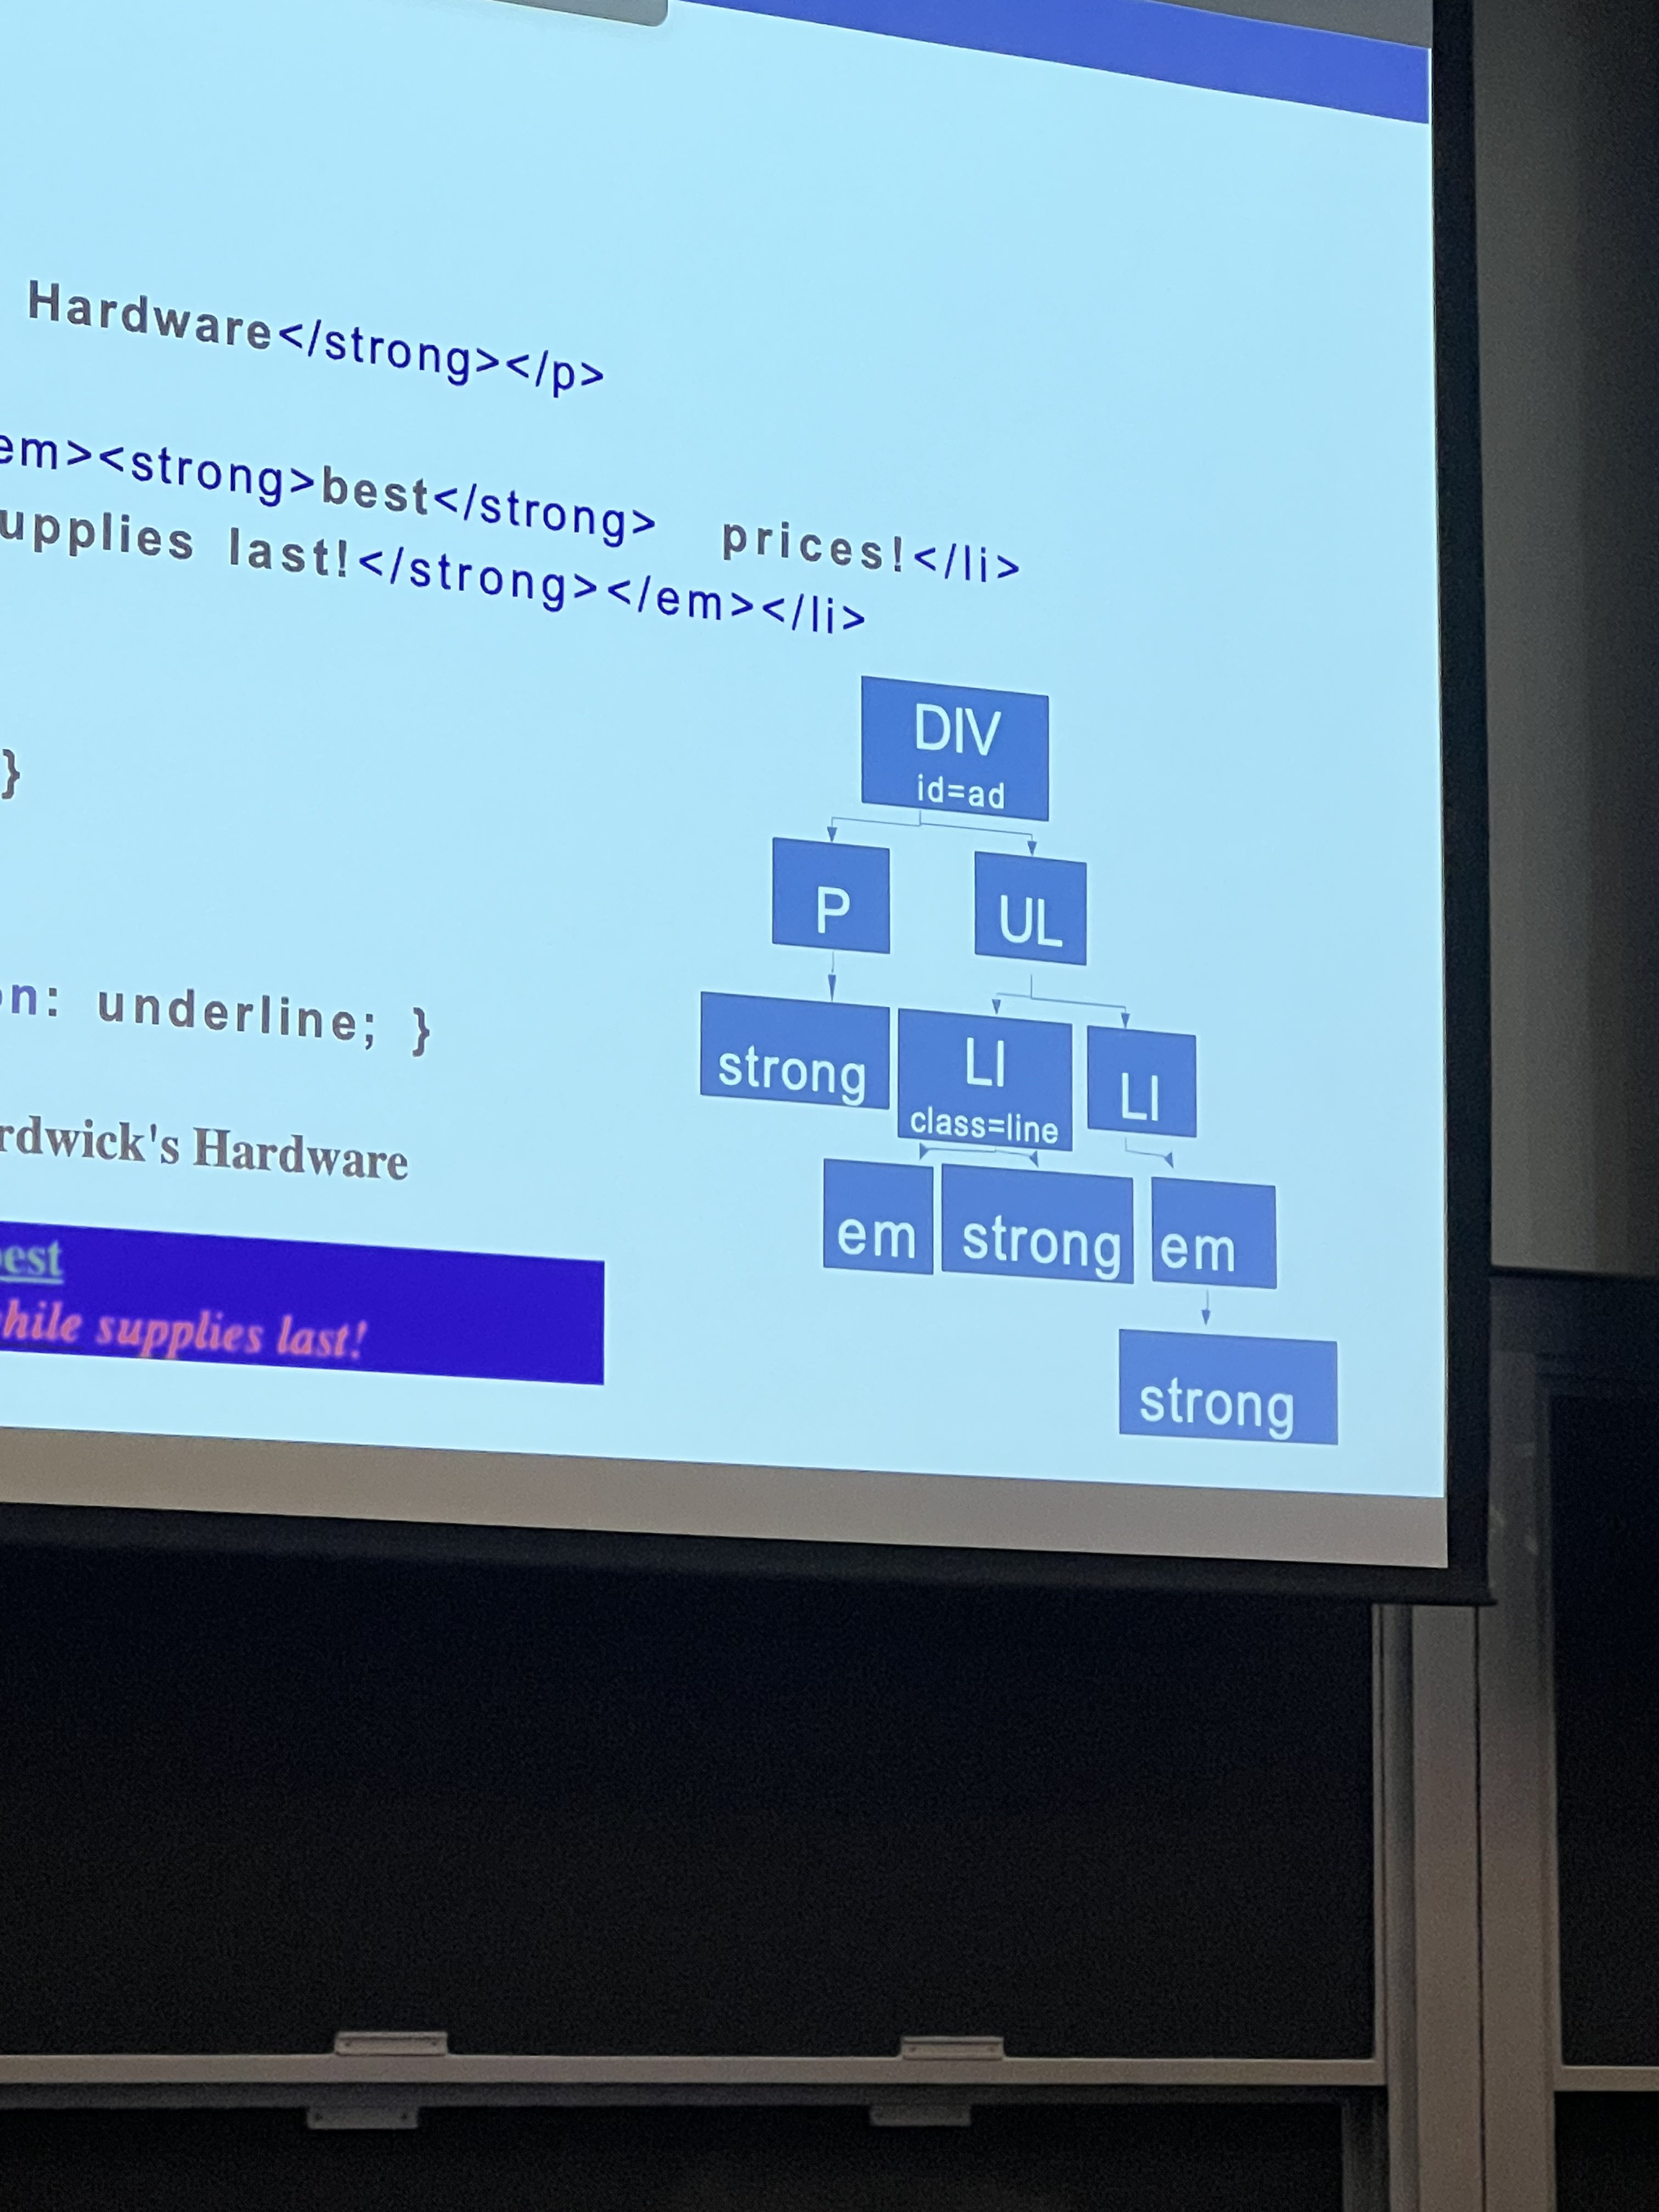 Hardware</strong></p>
em><strong>best</strong> prices!</li>
upplies last!</strong></em></li>
}
on: underline; }
rdwick's Hardware
est
hile supplies last!
DIV
id=ad
P UL
strong LI LI
class=line
em strong em
strong